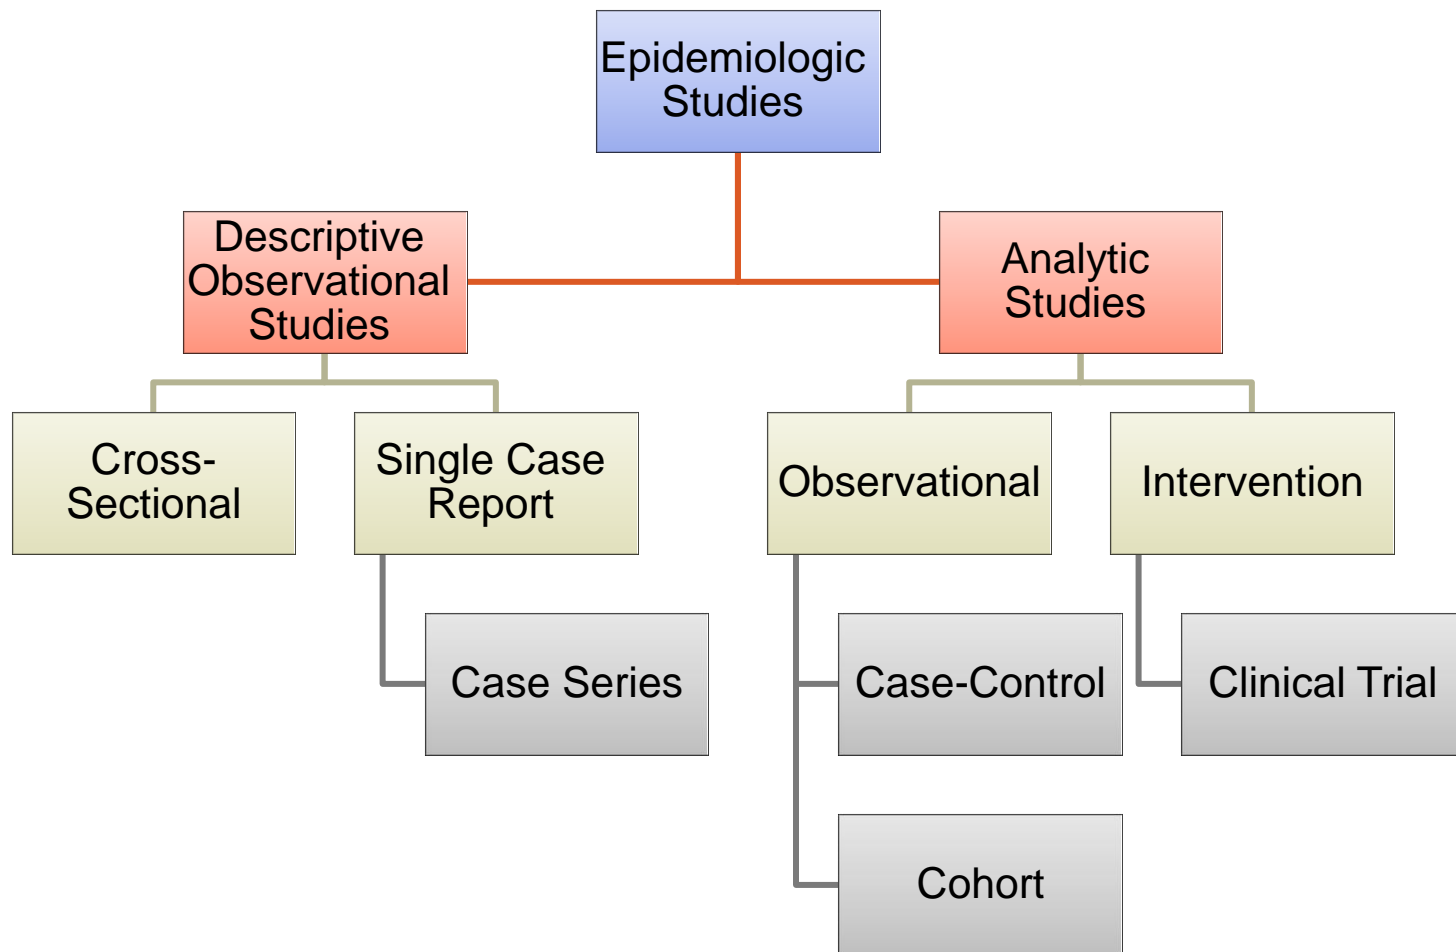 Epidemiologic
Studies
Descriptive
Observational
Studies
Analytic
Studies
Cross-
Sectional
Single Case
Report
Observational
Intervention
Case Series
Case-Control
Clinical Trial
Cohort